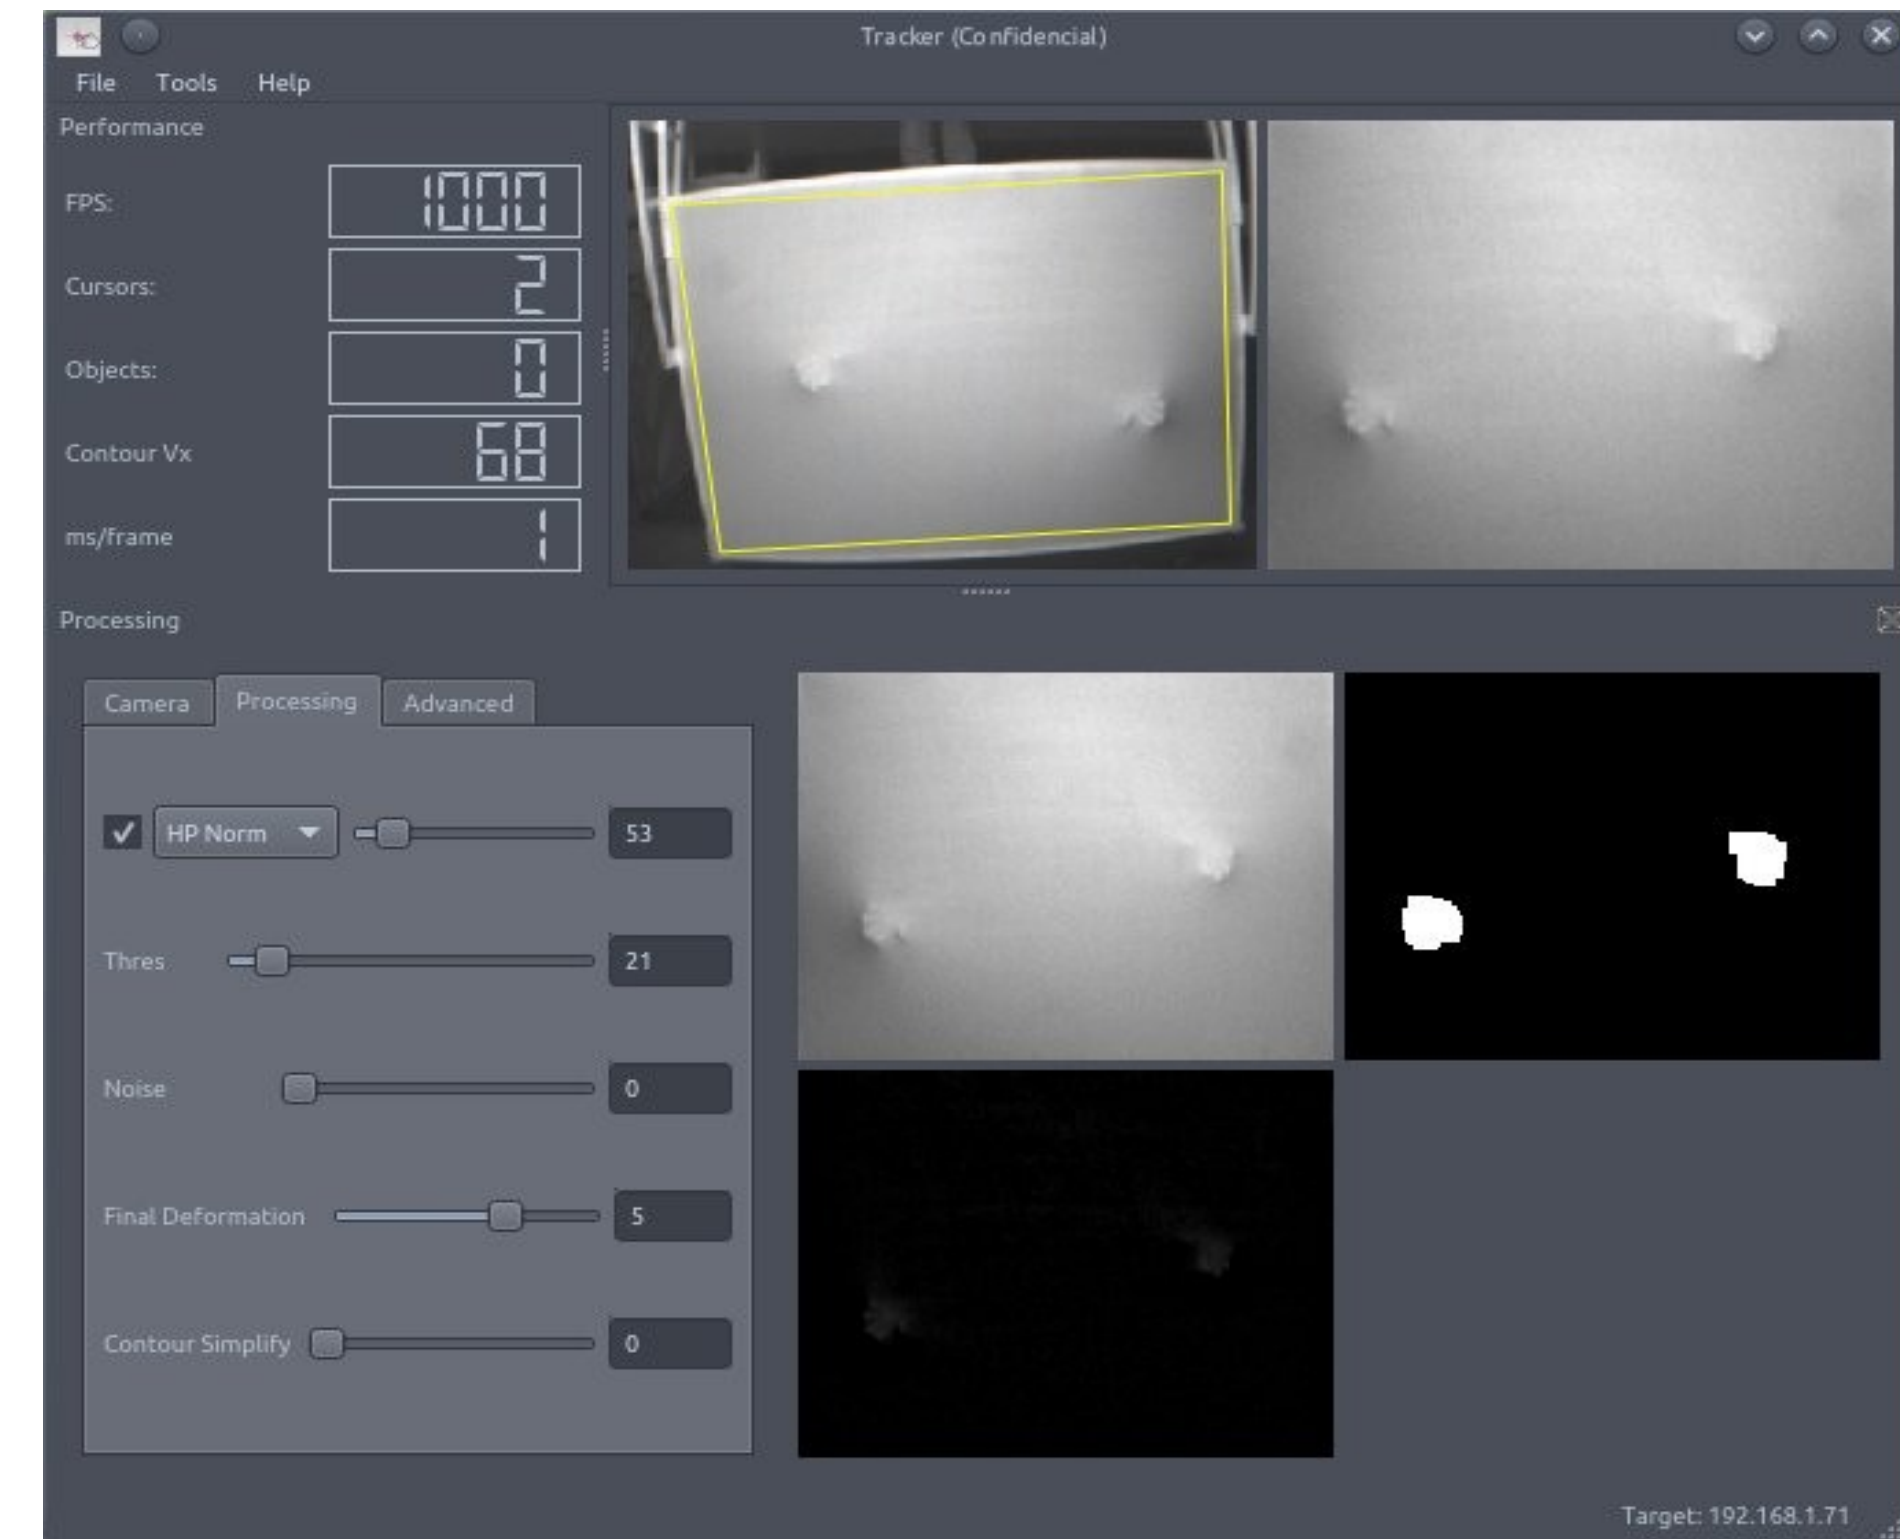 Tracker (Confidencial)
File Tools Help
Performance
FPS: 1000
Cursors: 2
Objects: 0
Contour Vx 68
ms/frame 1
Processing
Camera Processing Advanced
HP Norm 53
Thres 21
Noise 0
Final Deformation 5
Contour Simplify 0
Target: 192.168.1.71